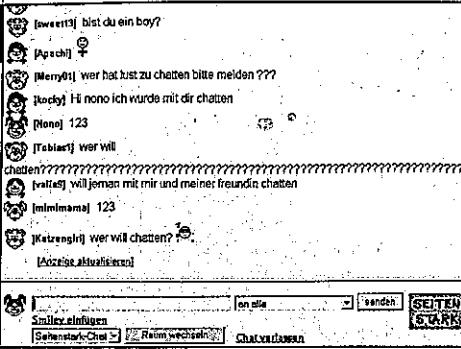 [sweet13] bist du ein boy?
[Apachi]
[Merry01] wer hat lust zu chatten bitte melden ???
[kocky] Hi nono ich wurde mit dir chatten
[Nono] 123
[Tobias1] wer will
chatten????????????????????????????????????????????????????????????????
[valie5] will jeman mit mir und meiner freundin chatten
[mimimama] 123
[Katzengirl] wer will chatten?
[Anzeige aktualisieren]
an alle senden SEITEN
Smiley einfügen STARK
Seitenstark-Chat Raum wechseln Chat verlassen